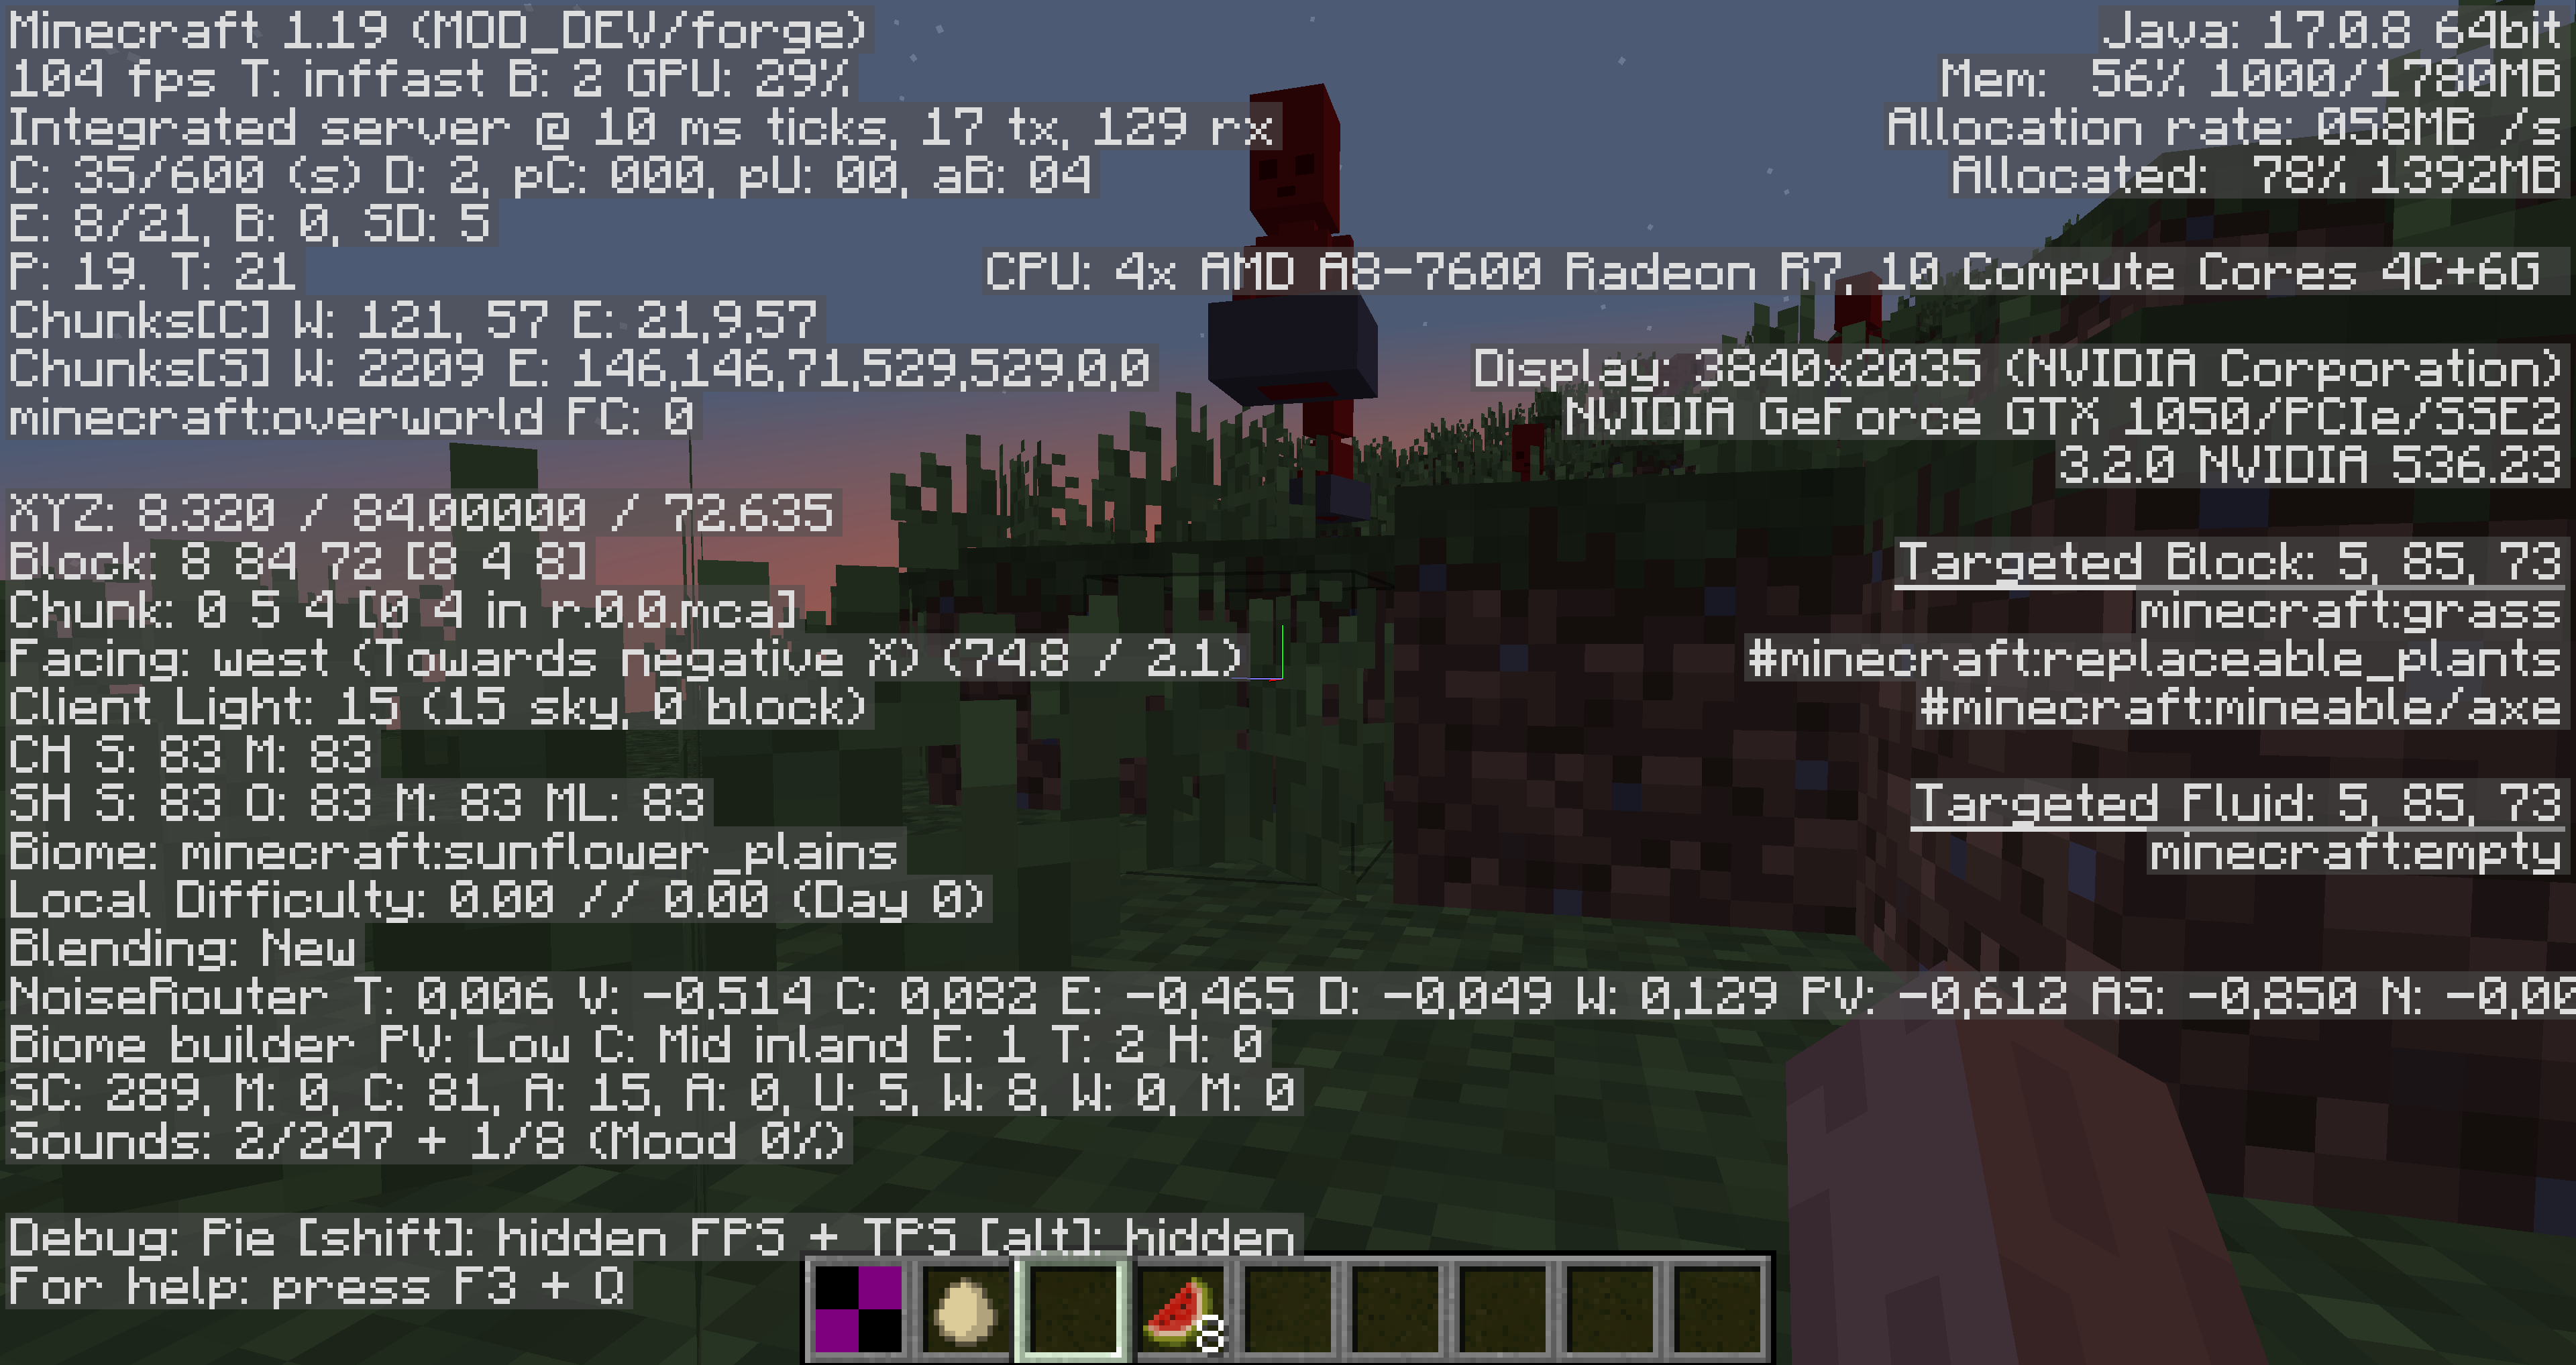 Minecraft 1.19 (MOD_DEV/forge)
104 fps T: inffast B: 2 GPU: 29%
Integrated server @ 10 ms ticks, 17 tx, 129 rx
C: 35/600 (s) D: 2, pC: 000, pU: 00, aB: 04
E: 8/21, B: 0, SD: 5
P: 19. T: 21
Chunks[C] W: 121, 57 E: 21,9,57
Chunks[S] W: 2209 E: 146,146,71,529,529,0,0
minecraft:overworld FC: 0
XYZ: 8.320 / 84.00000 / 72.635
Block: 8 84 72 [8 4 8]
Chunk: 0 5 4 [0 4 in r.0.0.mca]
Facing: west (Towards negative X) (74.8 / 2.1)
Client Light: 15 (15 sky, 0 block)
CH S: 83 M: 83
SH S: 83 O: 83 M: 83 ML: 83
Biome: minecraft:sunflower_plains
Local Difficulty: 0.00 // 0.00 (Day 0)
Blending: New
NoiseRouter T: 0,006 V: -0,514 C: 0,082 E: -0,465 D: -0,049 W: 0,129 PV: -0,612 AS: -0,850 N:
Biome builder PV: Low C: Mid inland E: 1 T: 2 H: 0
SC: 289, M: 0, C: 81, A: 15, A: 0, U: 5, W: 8, W: 0, M: 0
Sounds: 2/247 + 1/8 (Mood 0%)
Debug: Pie [shift]: hidden FPS + TPS [alt]: hidden
For help: press F3 + Q
Java: 17.0.8 64bit
Mem: 56% 1000/1780MB
Allocation rate: 058MB /s
Allocated: 78% 1392MB
CPU: 4x AMD A8-7600 Radeon R7, 10 Compute Cores 4C+6G
Display: 3840x2035 (NVIDIA Corporation)
NVIDIA GeForce GTX 1050/PCIe/SSE2
3.2.0 NVIDIA 536.23
Targeted Block: 5, 85, 73
minecraft:grass
#minecraft:replaceable_plants
#minecraft:mineable/axe
Targeted Fluid: 5, 85, 73
minecraft:empty
8